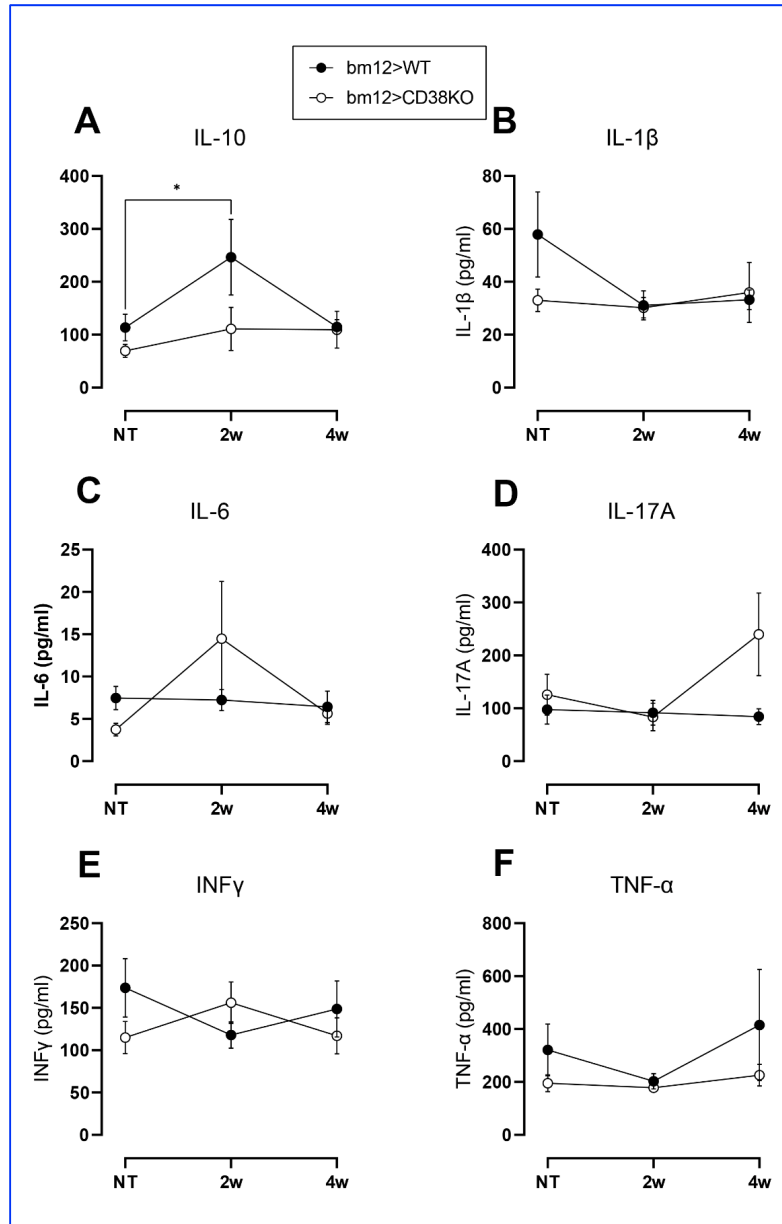 bm12>WT
bm12>CD38KO
A
IL-10
400
300
200
100
0
*
NT
2w
4w
B
IL-1β
IL-1β (pg/ml)
80
60
40
20
0
NT
2w
4w
C
IL-6
IL-6 (pg/ml)
25
20
15
10
5
0
NT
2w
4w
D
IL-17A
IL-17A (pg/ml)
400
300
200
100
0
NT
2w
4w
E
INFγ
INFγ (pg/ml)
250
200
150
100
50
0
NT
2w
4w
F
TNF-α
TNF-α (pg/ml)
800
600
400
200
0
NT
2w
4w